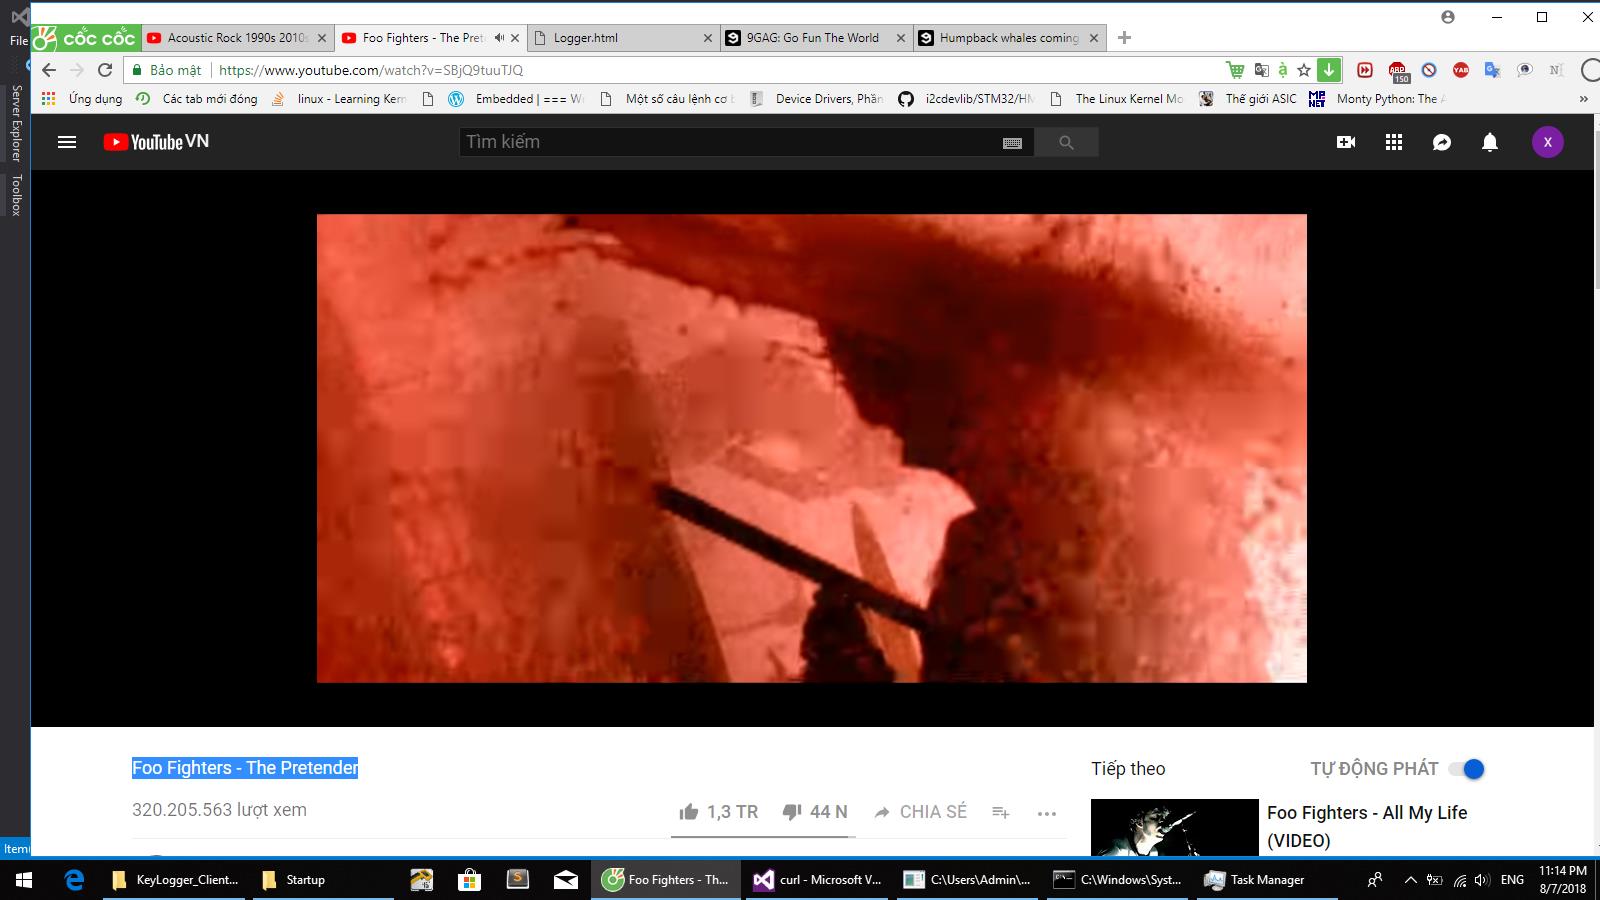 File
CỐC CỐC
Acoustic Rock 1990s 2010s
Foo Fighters - The Pret
Logger.html
9GAG: Go Fun The World
Humpback whales coming
Bảo mật
https://www.youtube.com/watch?v=SBjQ9tuuTJQ
150
YAB
Ứng dụng
Các tab mới đóng
linux - Learning Kern
Embedded | === W
Một số câu lệnh cơ b
Device Drivers, Phần
i2cdevlib/STM32/HM
The Linux Kernel Mo
Thế giới ASIC
Monty Python: The A
»
Server Explorer
Toolbox
YouTube VN
Tìm kiếm
X
Foo Fighters - The Pretender
320.205.563 lượt xem
1,3 TR
44 N
CHIA SẺ
Tiếp theo
TỰ ĐỘNG PHÁT
Foo Fighters - All My Life
(VIDEO)
Item
KeyLogger_Client...
Startup
Foo Fighters - Th...
curl - Microsoft V...
C:\Users\Admin\...
C:\Windows\Syst...
Task Manager
ENG
11:14 PM
8/7/2018